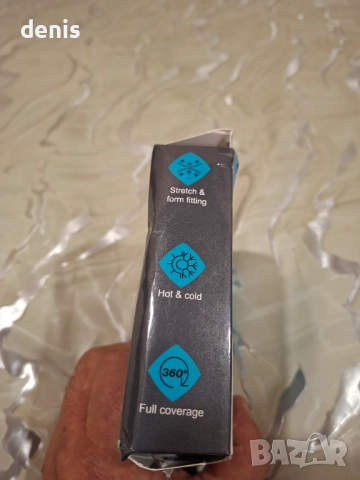 denis
Stretch &
form fitting
Hot & cold
360°
Full coverage
BAZAR